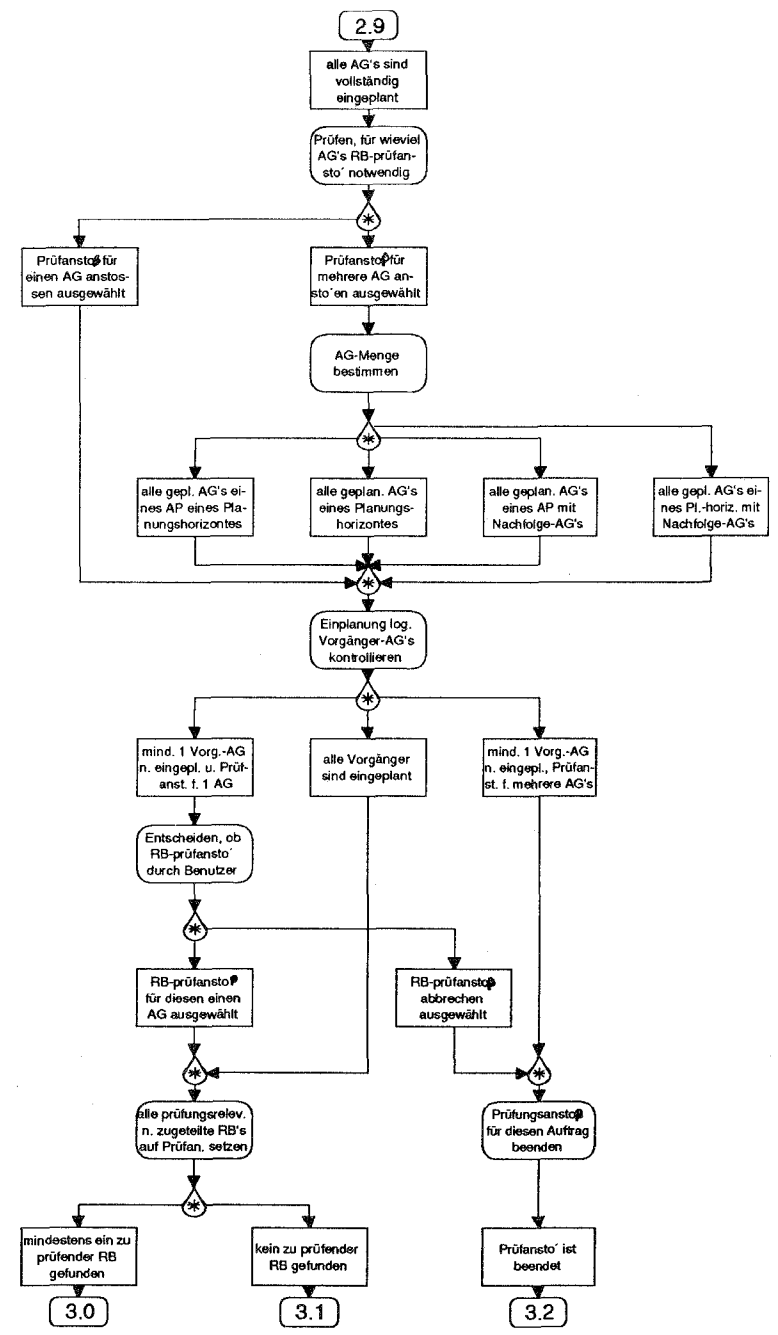 2.9
alle AG's sind
vollständig
eingeplant
Prüfen, für wieviel
AG's RB-prüfan-
sto´ notwendig
Prüfanstoß für
einen AG anstos-
sen ausgewählt
Prüfanstoß für
mehrere AG an-
sto´en ausgewählt
AG-Menge
bestimmen
alle gepl. AG's ei-
nes AP eines Pla-
nungshorizontes
alle geplan. AG's
eines Planungs-
horizontes
alle geplan. AG's
eines AP mit
Nachfolge-AG's
alle gepl. AG's ei-
nes Pl.-horiz. mit
Nachfolge-AG's
Einplanung log.
Vorgänger-AG's
kontrollieren
mind. 1 Vorg.-AG
n. eingepl. u. Prüf-
anst. f. 1 AG
alle Vorgänger
sind eingeplant
mind. 1 Vorg.-AG
n. eingepl., Prüfan-
st. f. mehrere AG's
Entscheiden, ob
RB-prüfansto´
durch Benutzer
RB-prüfanstoß
für diesen einen
AG ausgewählt
RB-prüfanstoß
abbrechen
ausgewählt
alle prüfungsrelev.
n. zugeteilte RB's
auf Prüfan. setzen
Prüfungsanstoß
für diesen Auftrag
beenden
mindestens ein zu
prüfender RB
gefunden
kein zu prüfender
RB gefunden
Prüfansto´ ist
beendet
3.0
3.1
3.2